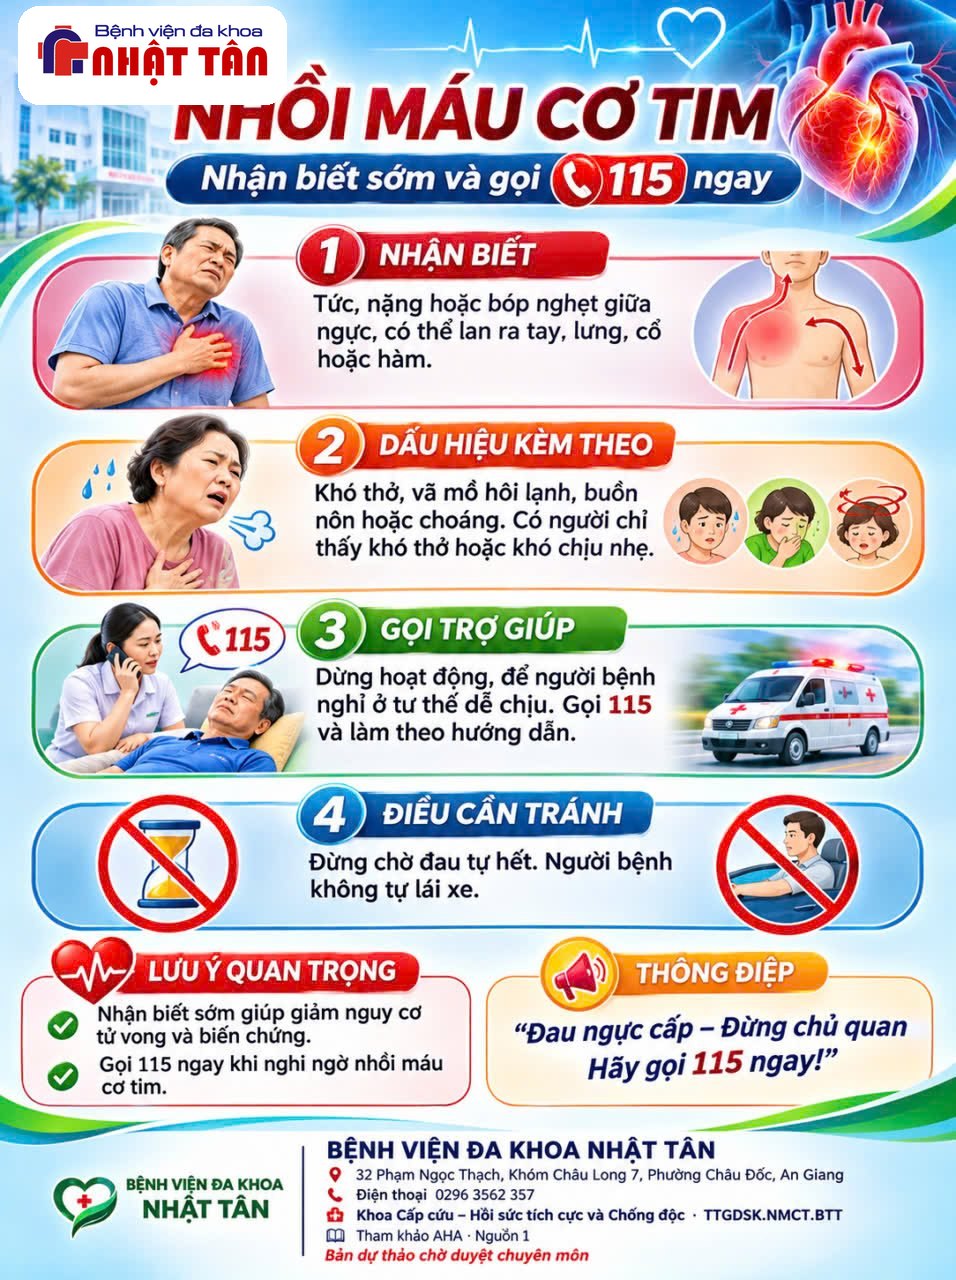 Bệnh viện đa khoa
NHẬT TÂN
NHỒI MÁU CƠ TIM
Nhận biết sớm và gọi 115 ngay
1 NHẬN BIẾT
Tức, nặng hoặc bóp nghẹt giữa
ngực, có thể lan ra tay, lưng, cổ
hoặc hàm.
2 DẤU HIỆU KÈM THEO
Khó thở, vã mồ hôi lạnh, buồn
nôn hoặc choáng. Có người chỉ
thấy khó thở hoặc khó chịu nhẹ.
115
3 GỌI TRỢ GIÚP
Dừng hoạt động, để người bệnh
nghỉ ở tư thế dễ chịu. Gọi 115
và làm theo hướng dẫn.
4 ĐIỀU CẦN TRÁNH
Đừng chờ đau tự hết. Người bệnh
không tự lái xe.
LƯU Ý QUAN TRỌNG
Nhận biết sớm giúp giảm nguy cơ
tử vong và biến chứng.
Gọi 115 ngay khi nghi ngờ nhồi máu
cơ tim.
THÔNG ĐIỆP
“Đau ngực cấp – Đừng chủ quan
Hãy gọi 115 ngay!”
BỆNH VIỆN ĐA KHOA
NHẬT TÂN
BỆNH VIỆN ĐA KHOA NHẬT TÂN
32 Phạm Ngọc Thạch, Khóm Châu Long 7, Phường Châu Đốc, An Giang
Điện thoại 0296 3562 357
Khoa Cấp cứu – Hồi sức tích cực và Chống độc · TTGDSK.NMCT.BTT
Tham khảo AHA · Nguồn 1
Bản dự thảo chờ duyệt chuyên môn